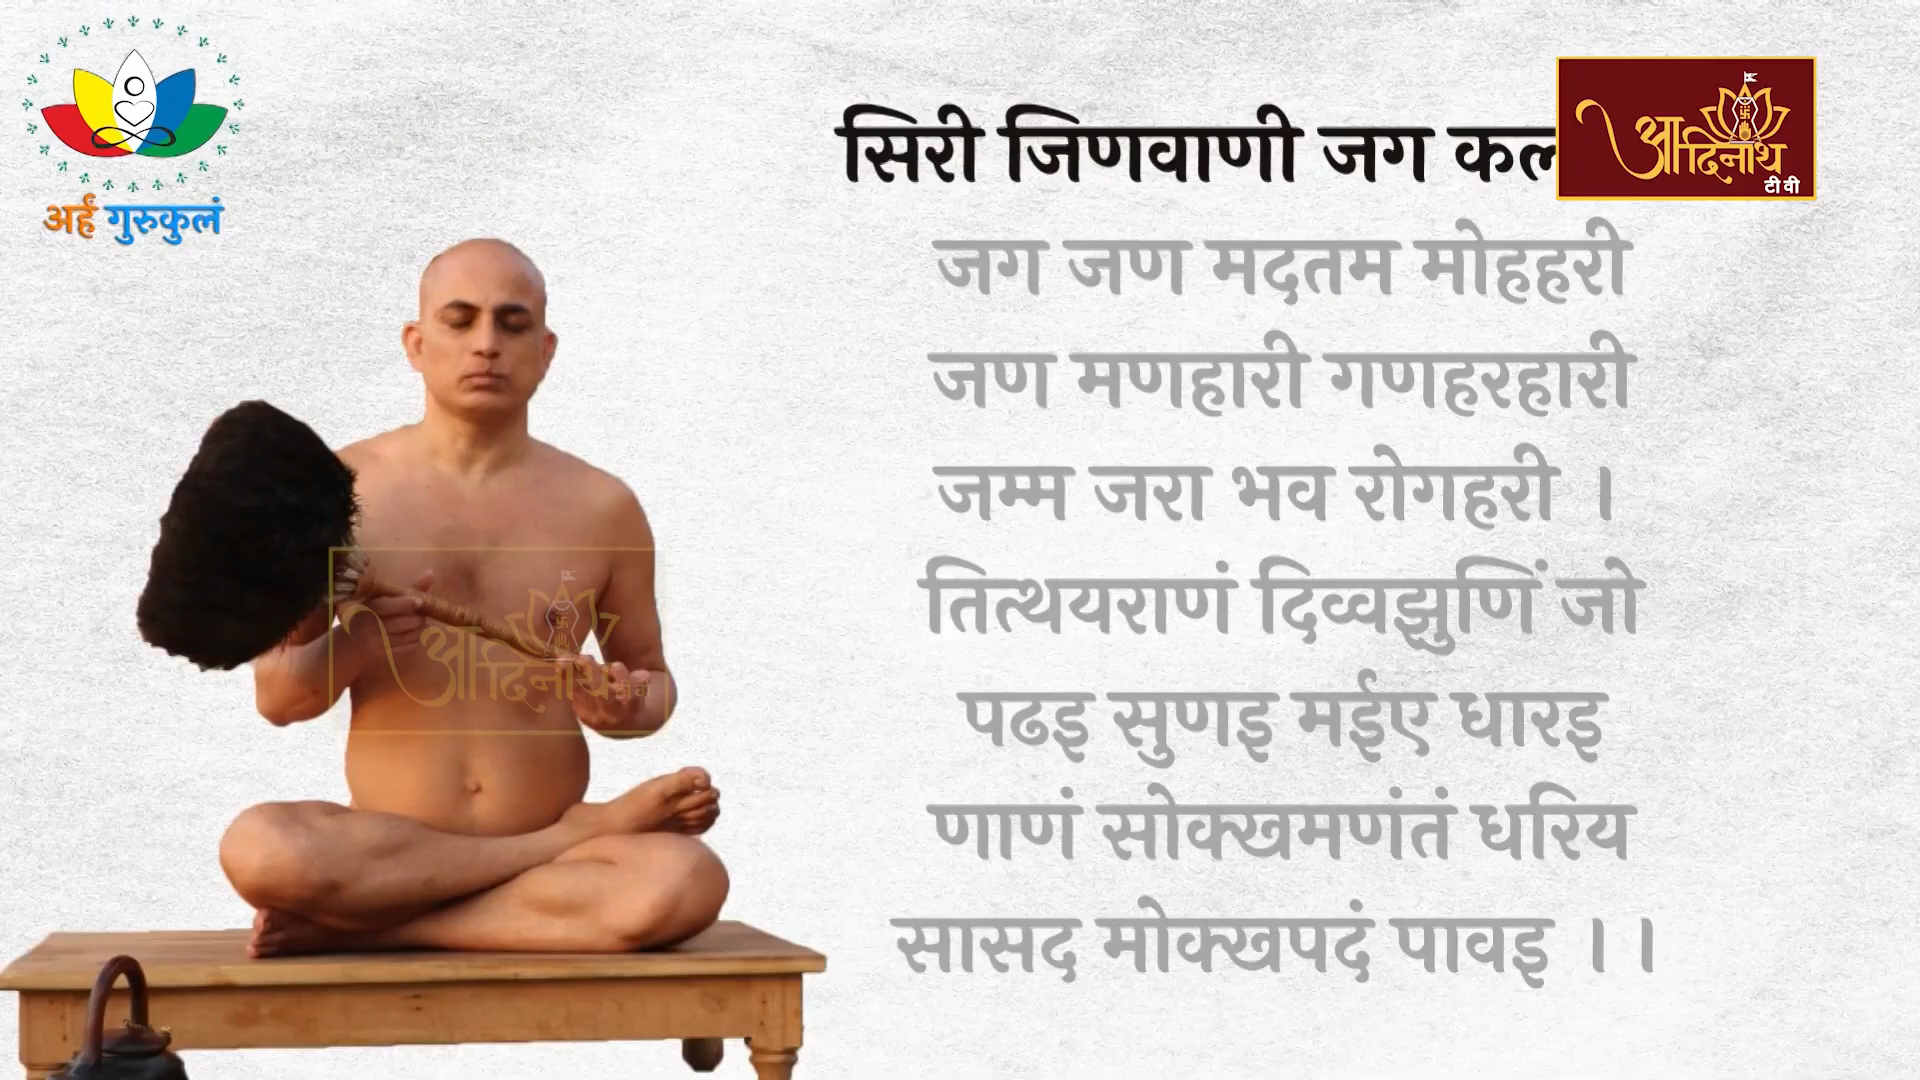 अर्हं गुरुकुलं
आदिनाथ
टी वी
सिरी जिणवाणी जग
जग जण मदतम मोहहरी
जण मणहारी गणहरहारी
जम्म जरा भव रोगहरी ।
तित्थयराणं दिव्वझुणिं जो
पढइ सुणइ मईए धारइ
णाणं सोक्खमणंतं धरिय
सासद मोक्खपदं पावइ ।।
आदिनाथ
टी वी